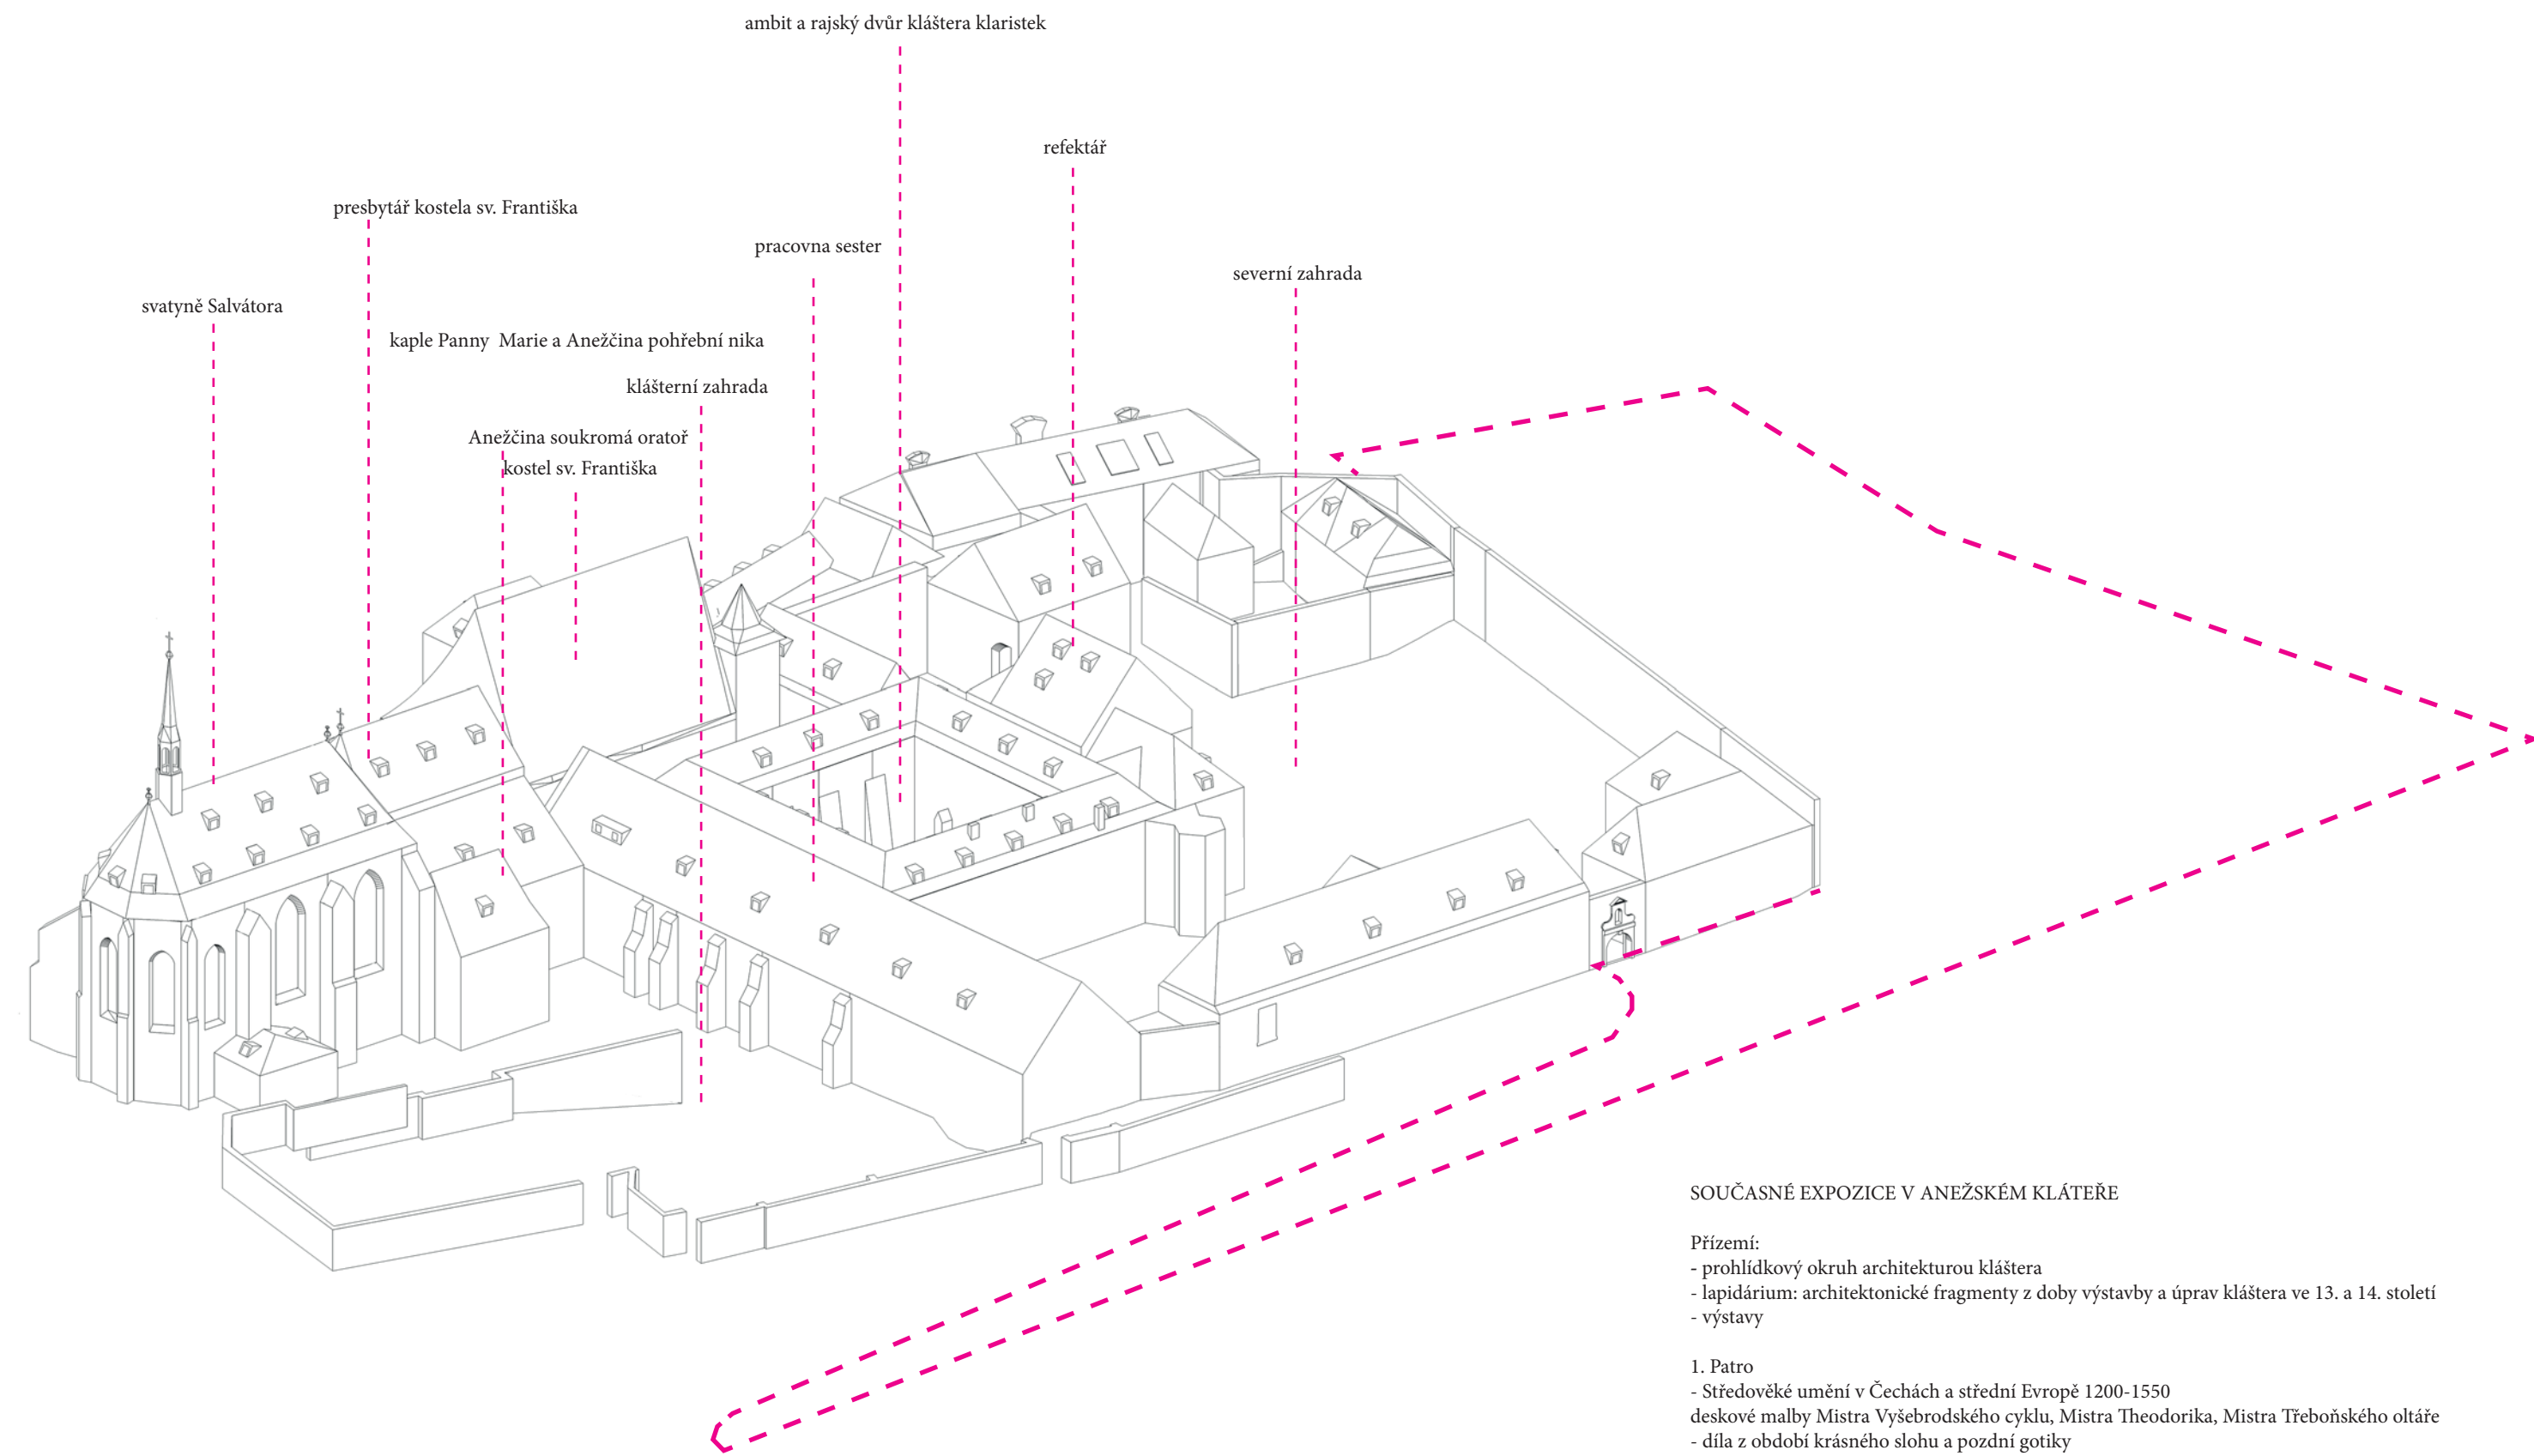 ambit a rajský dvůr kláštera klaristek
refektář
presbytář kostela sv. Františka
pracovna sester
severní zahrada
svatyně Salvátora
kaple Panny  Marie a Anežčina pohřební nika
klášterní zahrada
Anežčina soukromá oratoř
kostel sv. Františka
SOUČASNÉ EXPOZICE V ANEŽSKÉM KLÁTEŘE
Přízemí:
- prohlídkový okruh architekturou kláštera
- lapidárium: architektonické fragmenty z doby výstavby a úprav kláštera ve 13. a 14. století
- výstavy
1. Patro
- Středověké umění v Čechách a střední Evropě 1200-1550
deskové malby Mistra Vyšebrodského cyklu, Mistra Theodorika, Mistra Třeboňského oltáře
- díla z období krásného slohu a pozdní gotiky